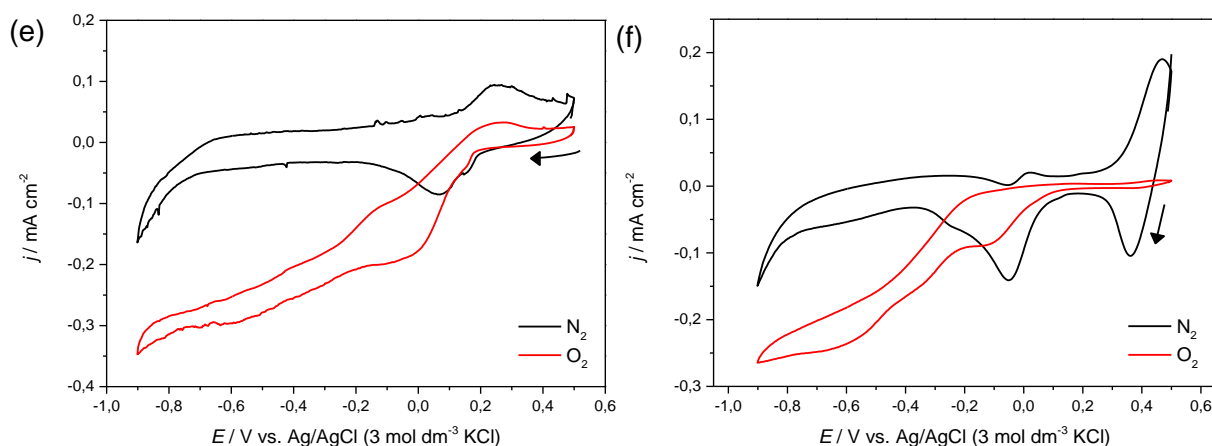 (e)
0,2
0,1
0,0
-0,1
-0,2
-0,3
-0,4
j / mA cm⁻²
N₂
O₂
-1,0 -0,8 -0,6 -0,4 -0,2 0,0 0,2 0,4 0,6
E / V vs. Ag/AgCl (3 mol dm⁻³ KCl)
(f)
0,2
0,1
0,0
-0,1
-0,2
-0,3
j / mA cm⁻²
N₂
O₂
-1,0 -0,8 -0,6 -0,4 -0,2 0,0 0,2 0,4 0,6
E / V vs. Ag/AgCl (3 mol dm⁻³ KCl)